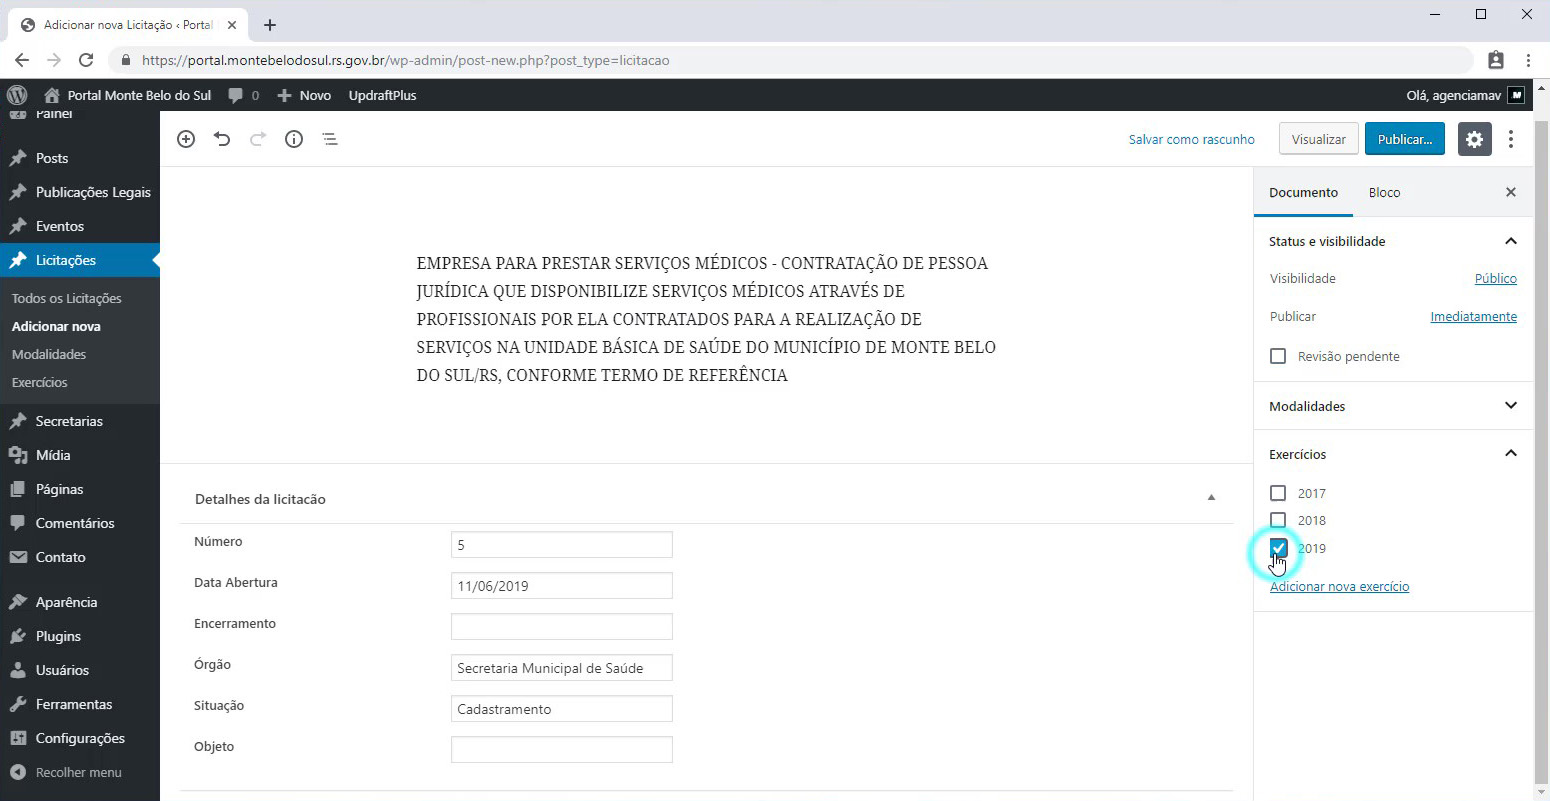 Adicionar nova Licitação ‹ Portal
https://portal.montebelodosul.rs.gov.br/wp-admin/post-new.php?post_type=licitacao
Portal Monte Belo do Sul 0 Novo UpdraftPlus Olá, agenciamav M
Painel
Posts
Publicações Legais
Eventos
Licitações
Todos os Licitações
Adicionar nova
Modalidades
Exercícios
Secretarias
Mídia
Páginas
Comentários
Contato
Aparência
Plugins
Usuários
Ferramentas
Configurações
Recolher menu
Salvar como rascunho Visualizar Publicar...
EMPRESA PARA PRESTAR SERVIÇOS MÉDICOS - CONTRATAÇÃO DE PESSOA
JURÍDICA QUE DISPONIBILIZE SERVIÇOS MÉDICOS ATRAVÉS DE
PROFISSIONAIS POR ELA CONTRATADOS PARA A REALIZAÇÃO DE
SERVIÇOS NA UNIDADE BÁSICA DE SAÚDE DO MUNICÍPIO DE MONTE BELO
DO SUL/RS, CONFORME TERMO DE REFERÊNCIA
Detalhes da licitacão
Número 5
Data Abertura 11/06/2019
Encerramento
Órgão Secretaria Municipal de Saúde
Situação Cadastramento
Objeto
Documento Bloco
Status e visibilidade
Visibilidade Público
Publicar Imediatamente
Revisão pendente
Modalidades
Exercícios
2017
2018
2019
Adicionar nova exercício